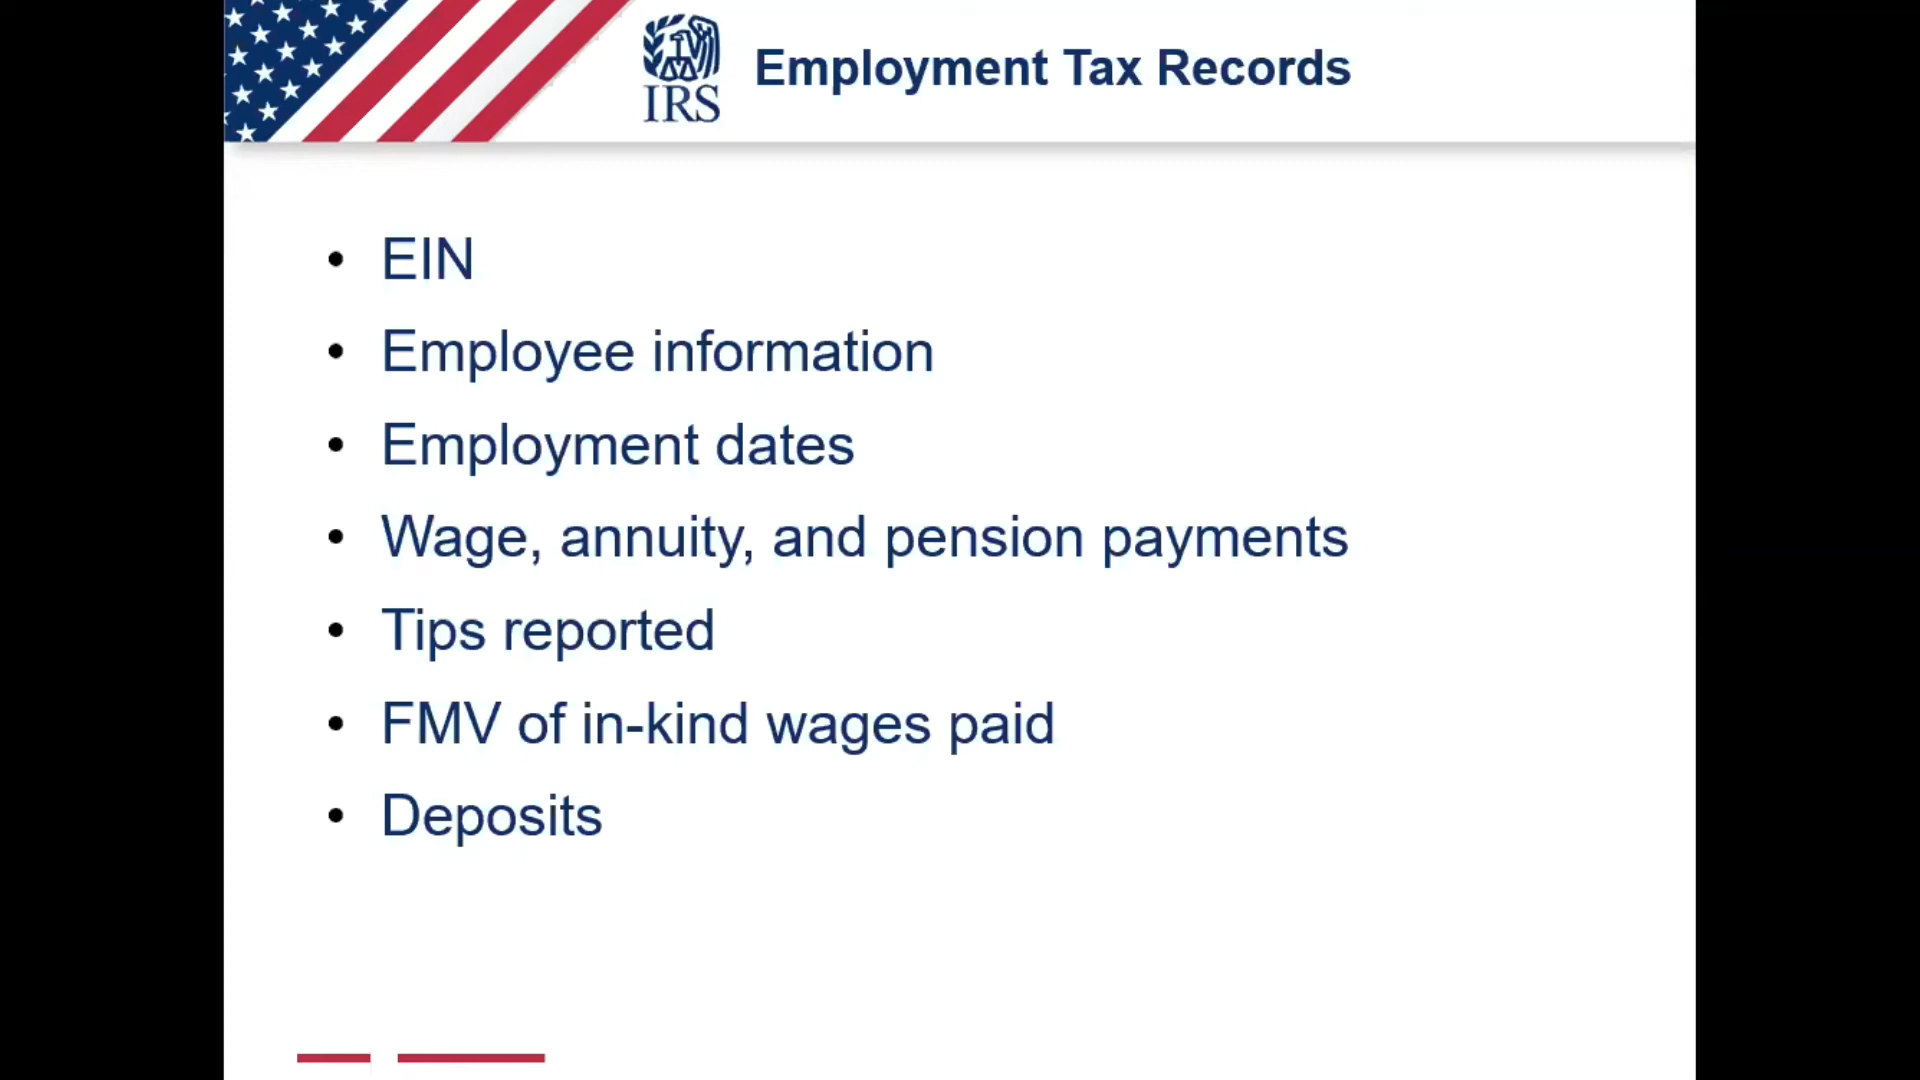 IRS
Employment Tax Records
• EIN
• Employee information
• Employment dates
• Wage, annuity, and pension payments
• Tips reported
• FMV of in-kind wages paid
• Deposits